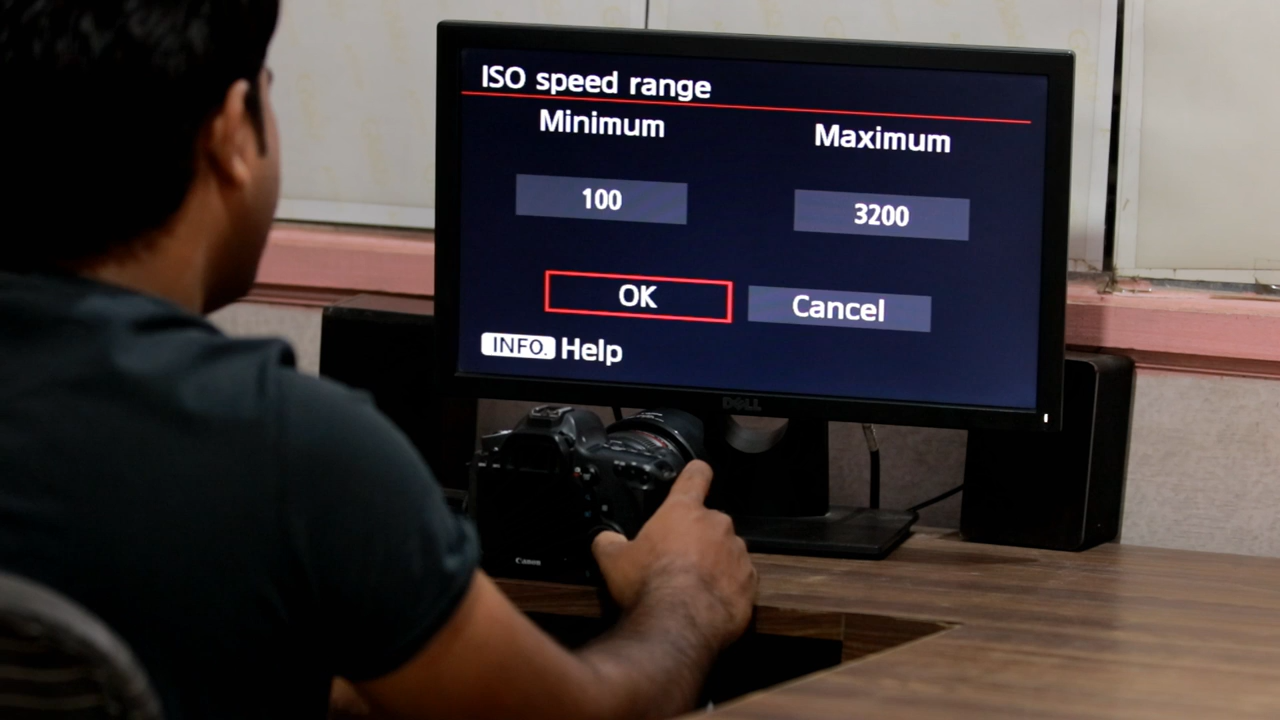 ISO speed range
Minimum Maximum
100 3200
OK Cancel
INFO. Help
DELL
Canon